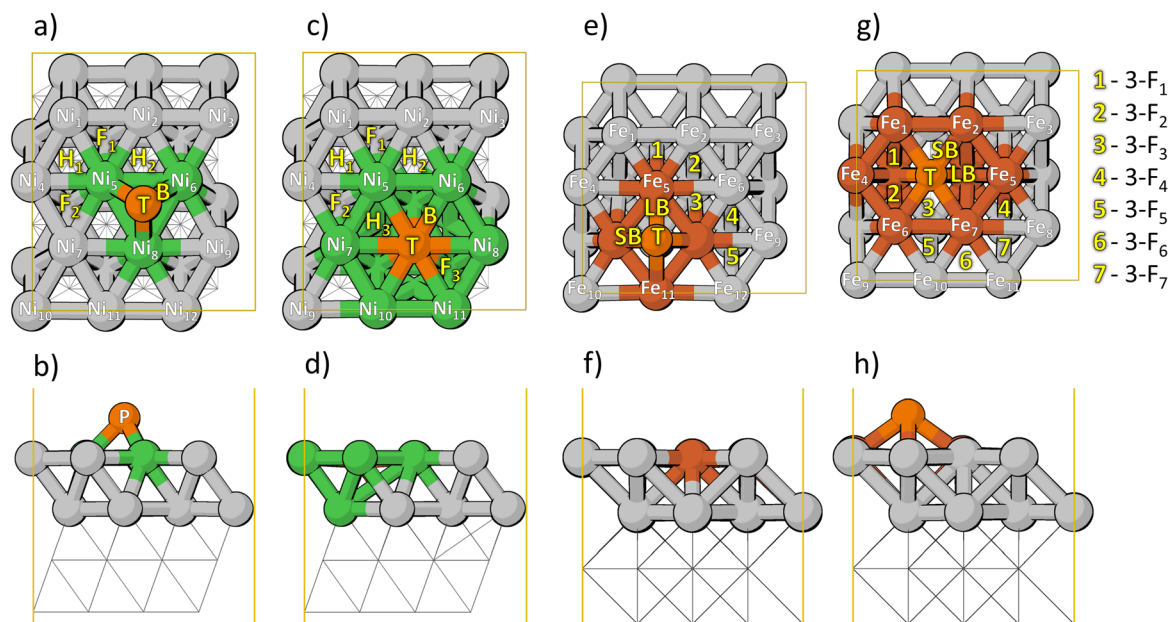 a)
c)
e)
g)
Ni1 Ni2 Ni3
F1
H1 H2
Ni4 Ni5 Ni6
F2 B
T
Ni7 Ni8 Ni9
Ni10 Ni11 Ni12
Ni1 Ni2 Ni3
F1
H1 H2
Ni4 Ni5 Ni6
F2
H3 B
Ni7 T Ni8
F3
Ni9 Ni10 Ni11
Fe1 Fe2 Fe3
1 2
Fe4 Fe5 Fe6
LB 3 4
SB T Fe9
5
Fe10 Fe11 Fe12
Fe1 Fe2 Fe3
1 SB
Fe4 T LB Fe5
2 3 4
Fe6 Fe7 Fe8
5 6 7
Fe9 Fe10 Fe11
1 - 3-F1
2 - 3-F2
3 - 3-F3
4 - 3-F4
5 - 3-F5
6 - 3-F6
7 - 3-F7
b)
d)
f)
h)
P